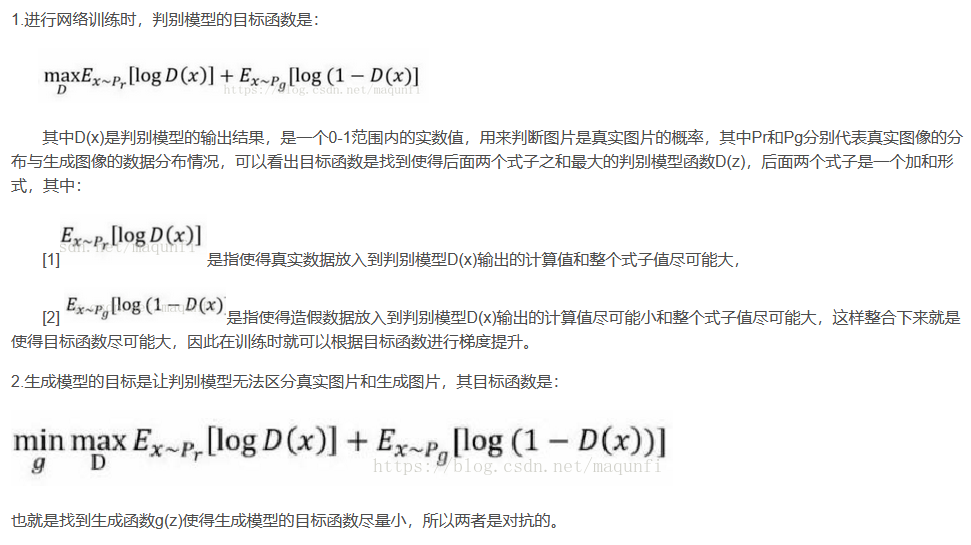 1.进行网络训练时，判别模型的目标函数是：
max_D E_{x~P_r}[log D(x)] + E_{x~P_g}[log (1 − D(x)]
https://blog.csdn.net/maqunfi
其中D(x)是判别模型的输出结果，是一个0-1范围内的实数值，用来判断图片是真实图片的概率，其中Pr和Pg分别代表真实图像的分
布与生成图像的数据分布情况，可以看出目标函数是找到使得后面两个式子之和最大的判别模型函数D(z)，后面两个式子是一个加和形
式，其中：
[1] E_{x~P_r}[log D(x)] 是指使得真实数据放入到判别模型D(x)输出的计算值和整个式子值尽可能大，
sdn.net/maqunfi
[2] E_{x~P_g}[log (1 − D(x) 是指使得造假数据放入到判别模型D(x)输出的计算值尽可能小和整个式子值尽可能大，这样整合下来就是
使得目标函数尽可能大，因此在训练时就可以根据目标函数进行梯度提升。
2.生成模型的目标是让判别模型无法区分真实图片和生成图片，其目标函数是：
min_g max_D E_{x~P_r}[log D(x)] + E_{x~P_g}[log (1 − D(x))]
https://blog.csdn.net/maqunfi
也就是找到生成函数g(z)使得生成模型的目标函数尽量小，所以两者是对抗的。